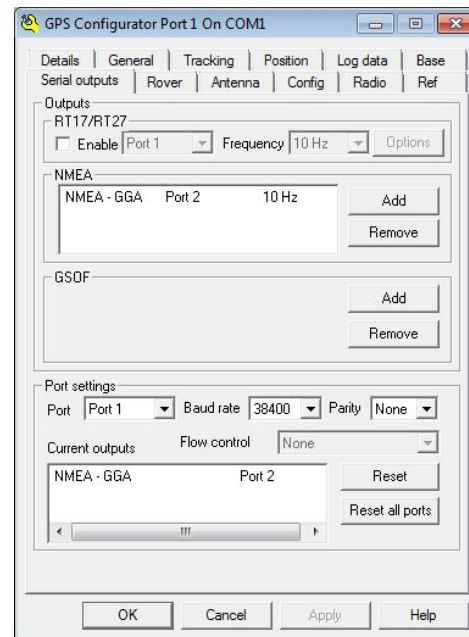 GPS Configurator Port 1 On COM1
Details General Tracking Position Log data Base
Serial outputs Rover Antenna Config Radio Ref
Outputs
RT17/RT27
Enable Port 1 Frequency 10 Hz Options
NMEA
NMEA - GGA Port 2 10 Hz
Add
Remove
GSOF
Add
Remove
Port settings
Port Port 1 Baud rate 38400 Parity None
Current outputs Flow control None
NMEA - GGA Port 2
Reset
Reset all ports
OK Cancel Apply Help